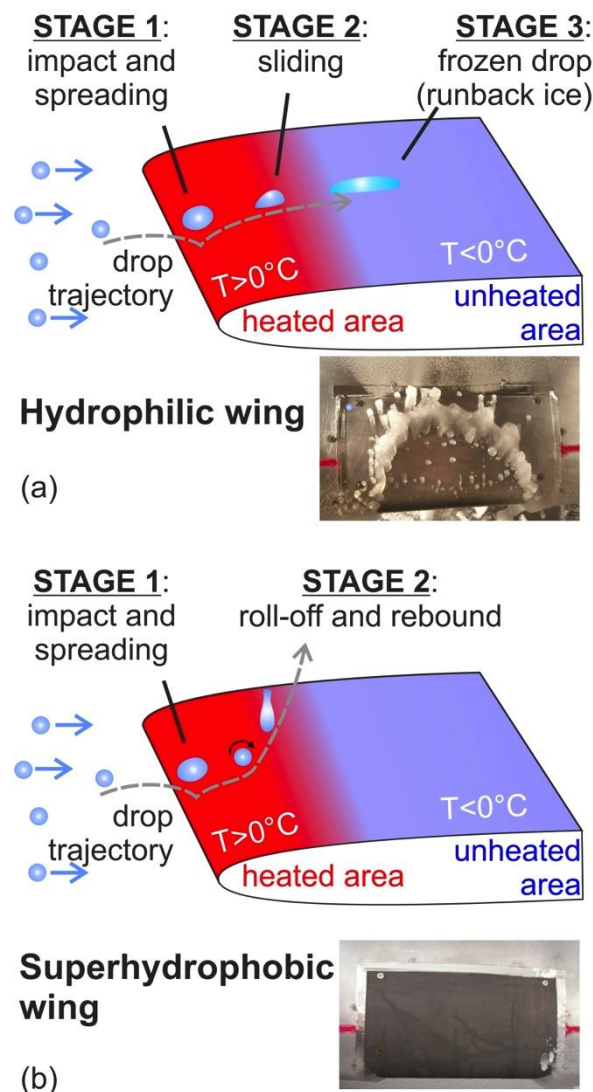 STAGE 1:
impact and
spreading
STAGE 2:
sliding
STAGE 3:
frozen drop
(runback ice)
drop
trajectory
T>0°C
heated area
T<0°C
unheated
area
Hydrophilic wing
(a)
STAGE 1:
impact and
spreading
STAGE 2:
roll-off and rebound
drop
trajectory
T>0°C
heated area
T<0°C
unheated
area
Superhydrophobic
wing
(b)